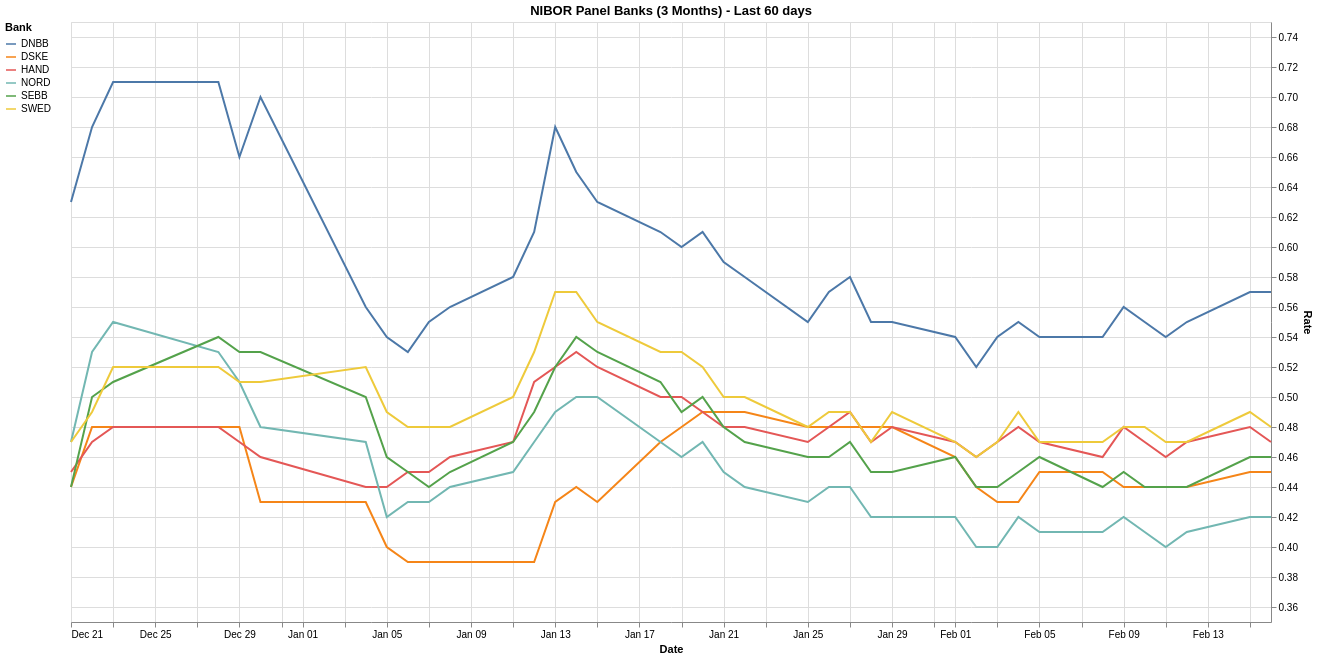 NIBOR Panel Banks (3 Months) - Last 60 days
Bank
DNBB
DSKE
HAND
NORD
SEBB
SWED
0.74
0.72
0.70
0.68
0.66
0.64
0.62
0.60
0.58
0.56
0.54
0.52
0.50
0.48
0.46
0.44
0.42
0.40
0.38
0.36
Rate
Dec 21 Dec 25 Dec 29 Jan 01 Jan 05 Jan 09 Jan 13 Jan 17 Jan 21 Jan 25 Jan 29 Feb 01 Feb 05 Feb 09 Feb 13
Date